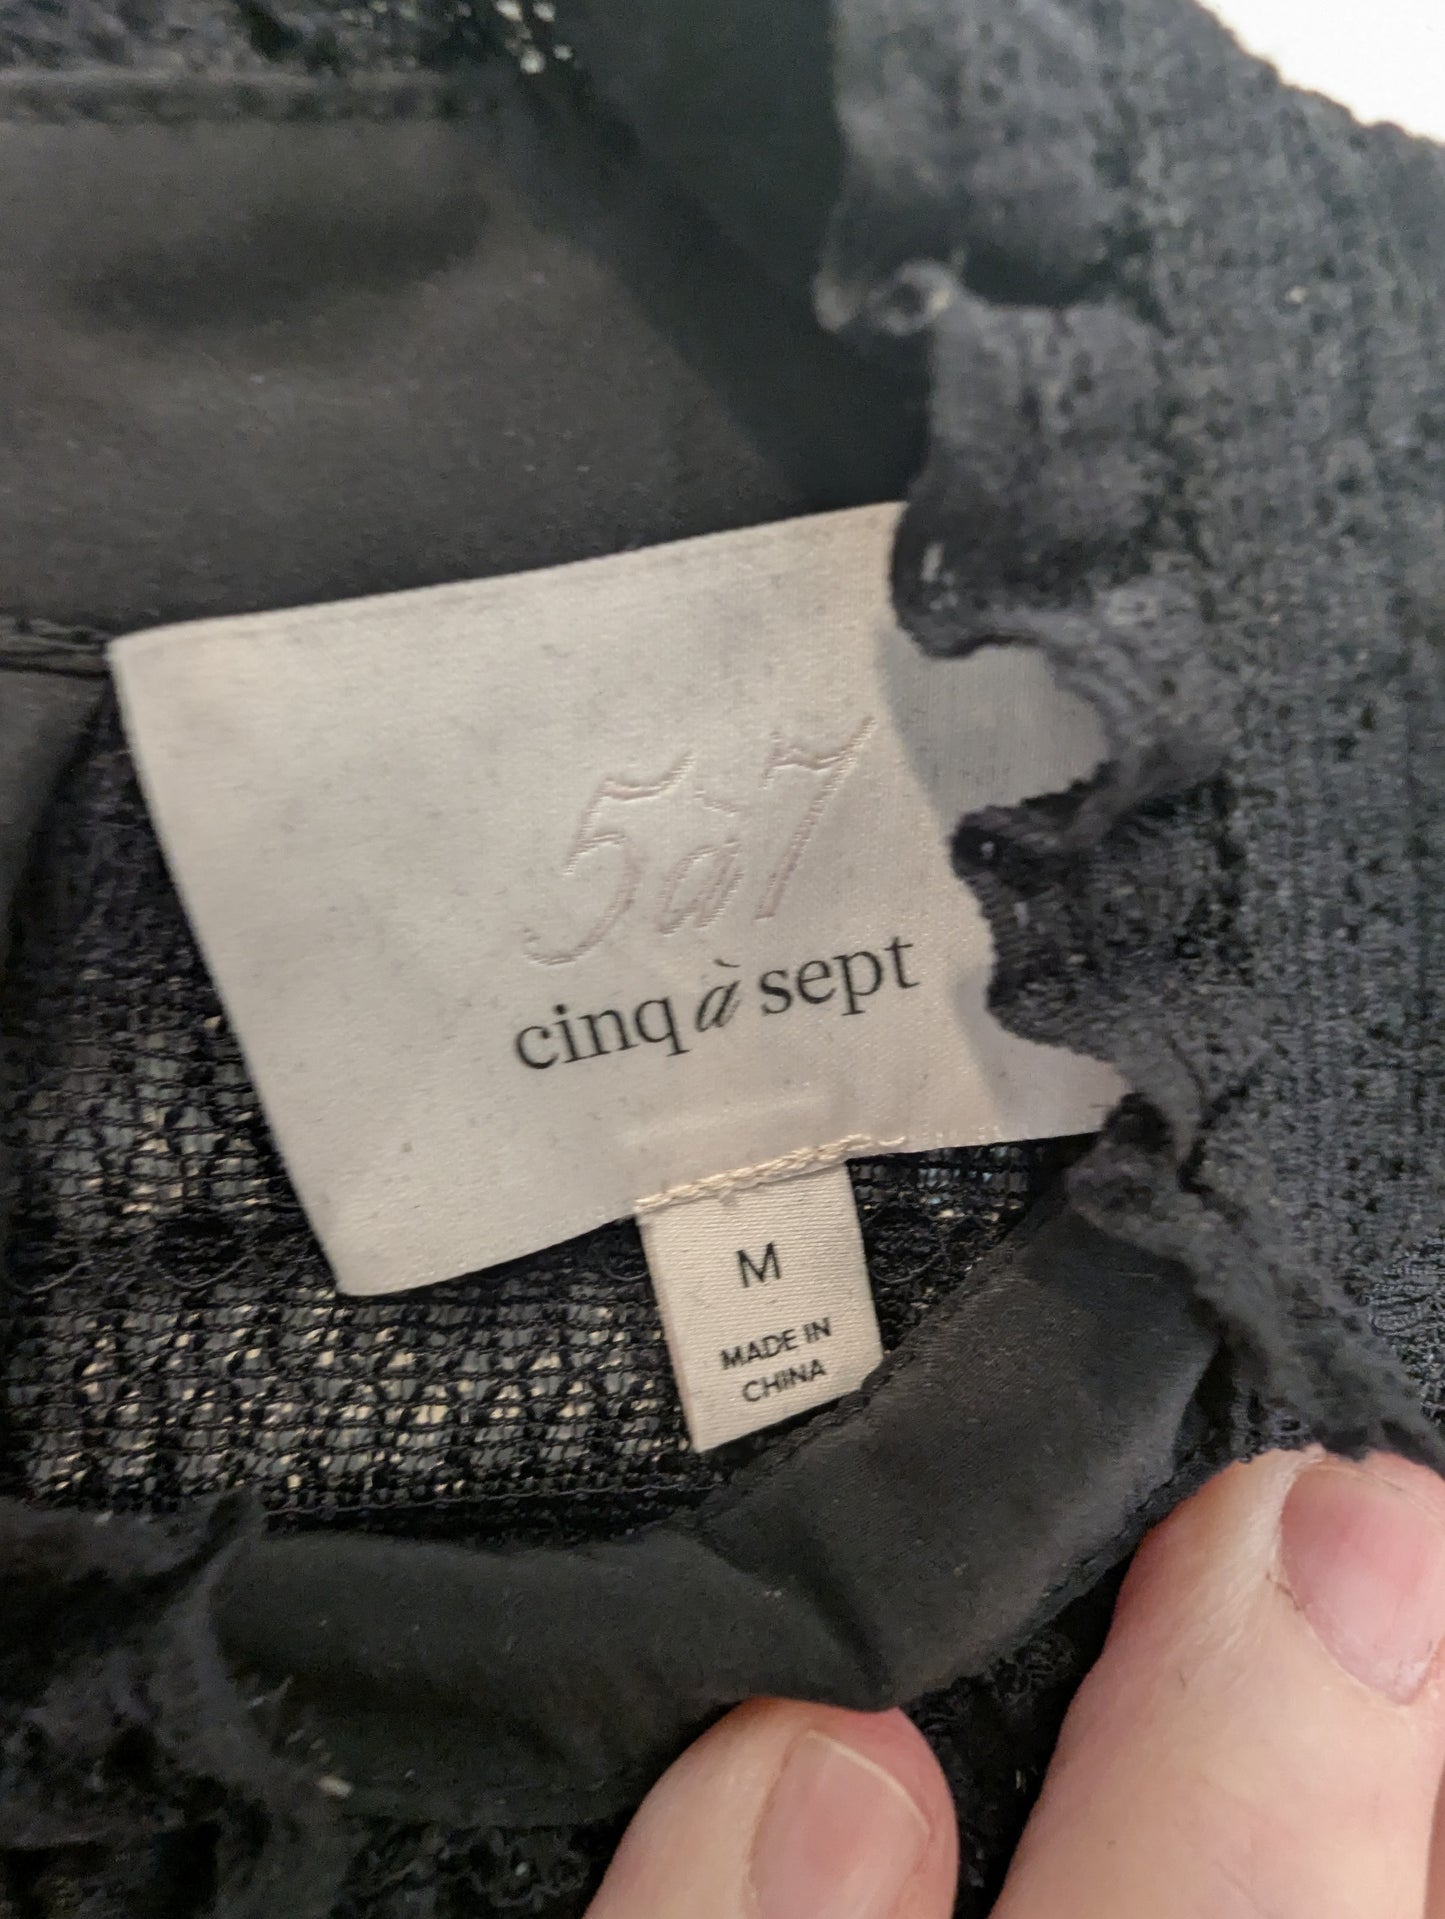 5à7
cinq à sept
M
MADE IN
CHINA